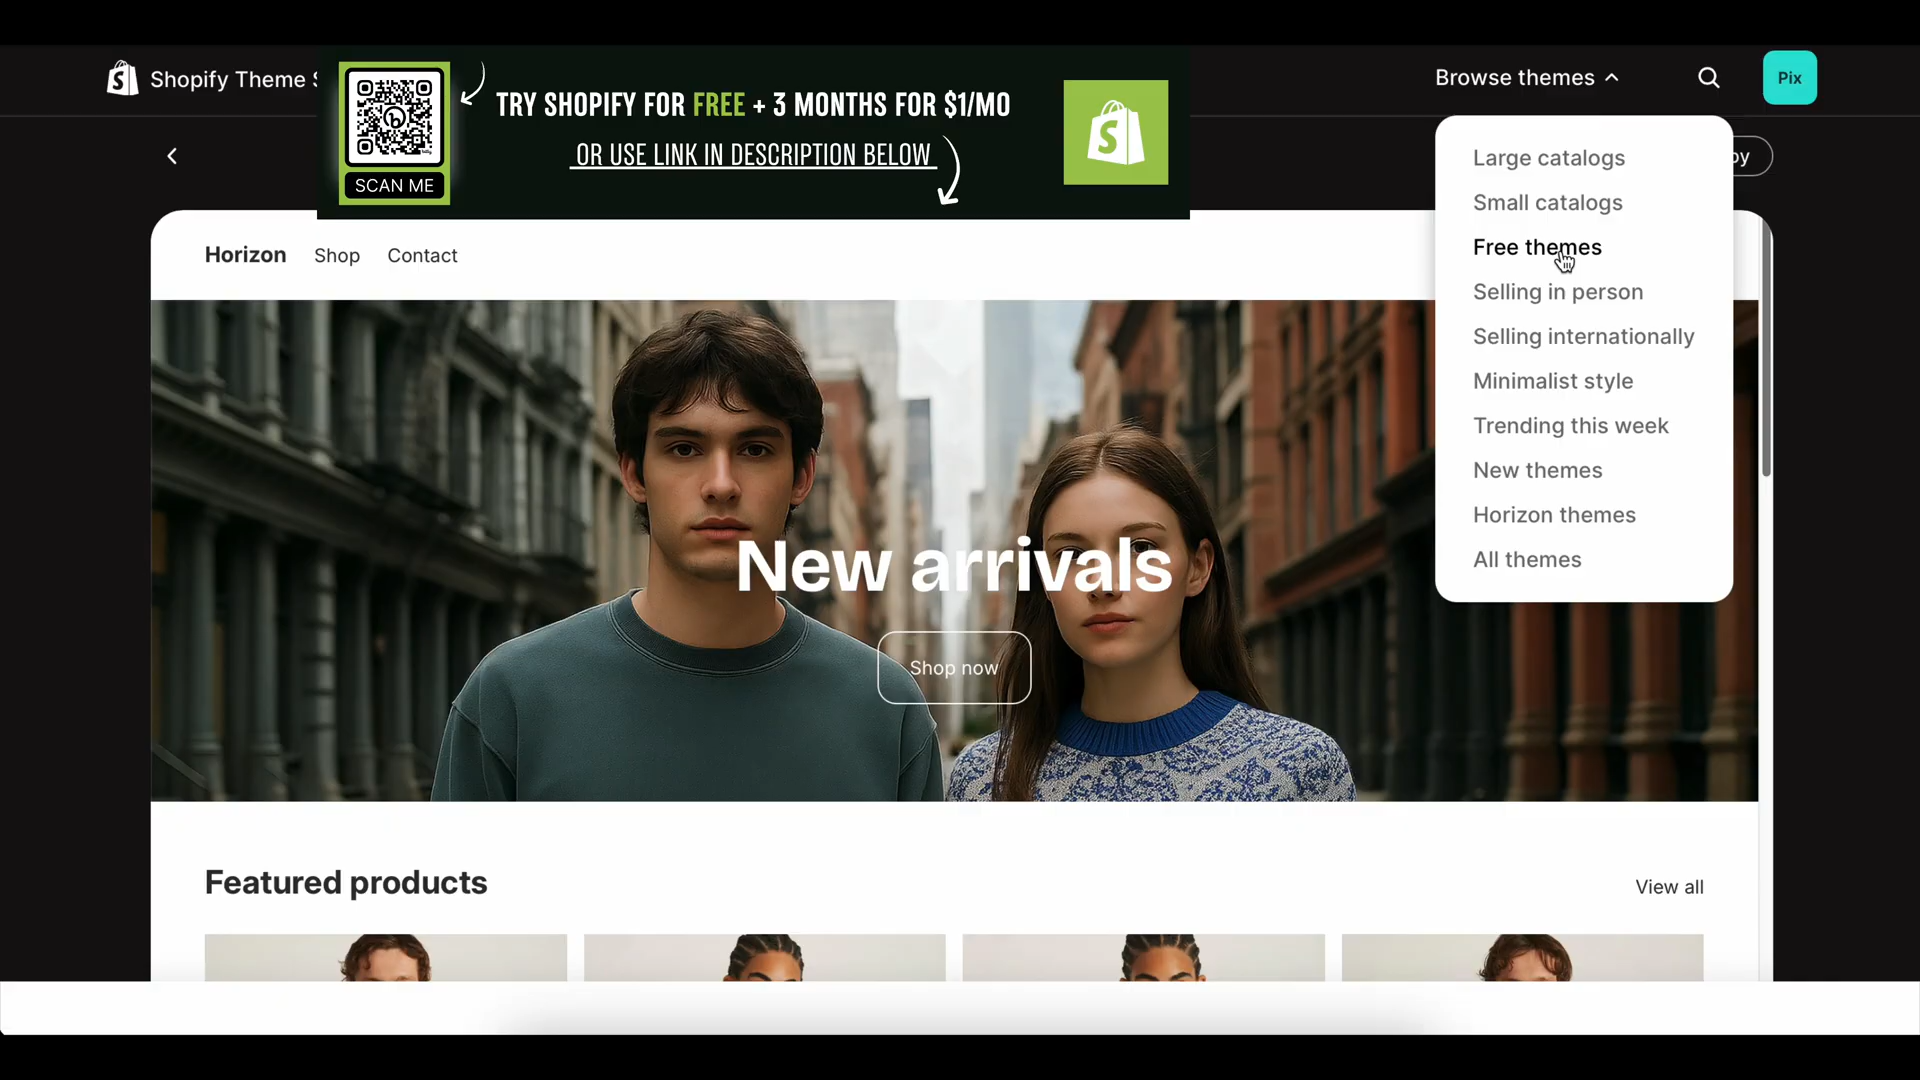 Shopify Theme
SCAN ME
TRY SHOPIFY FOR FREE + 3 MONTHS FOR $1/MO
OR USE LINK IN DESCRIPTION BELOW
Browse themes
Pix
Large catalogs
Small catalogs
Free themes
Selling in person
Selling internationally
Minimalist style
Trending this week
New themes
Horizon themes
All themes
Horizon
Shop
Contact
New arrivals
Shop now
Featured products
View all